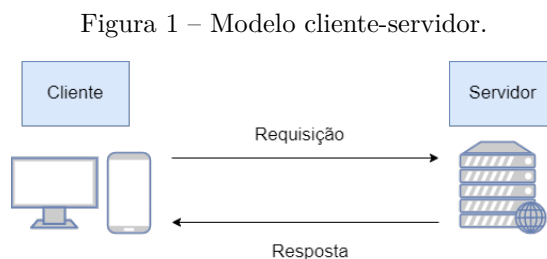 Figura 1 – Modelo cliente-servidor.
Cliente
Servidor
Requisição
Resposta